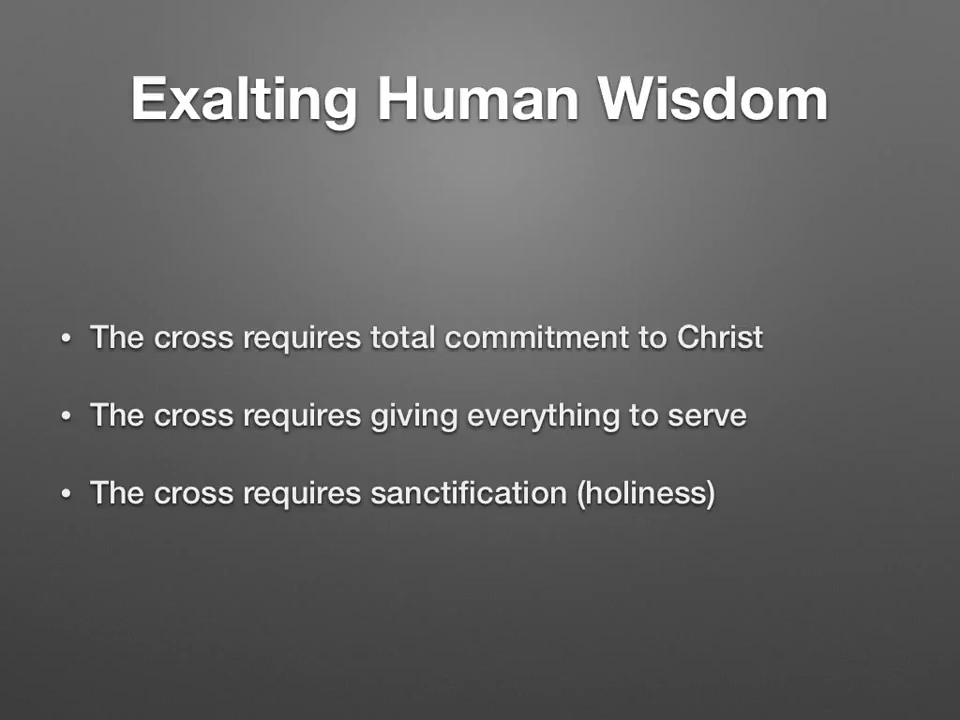 Exalting Human Wisdom
• The cross requires total commitment to Christ
• The cross requires giving everything to serve
• The cross requires sanctification (holiness)